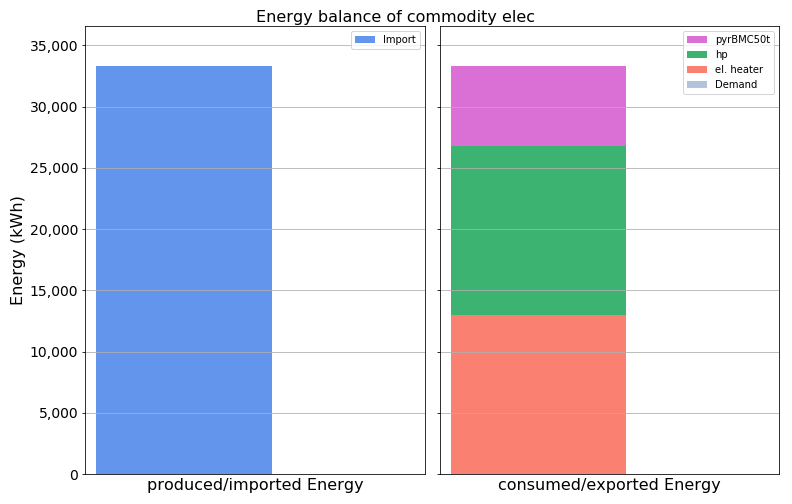 Energy balance of commodity elec
Energy (kWh)
35,000
30,000
25,000
20,000
15,000
10,000
5,000
0
Import
produced/imported Energy
pyrBMC50t
hp
el. heater
Demand
consumed/exported Energy